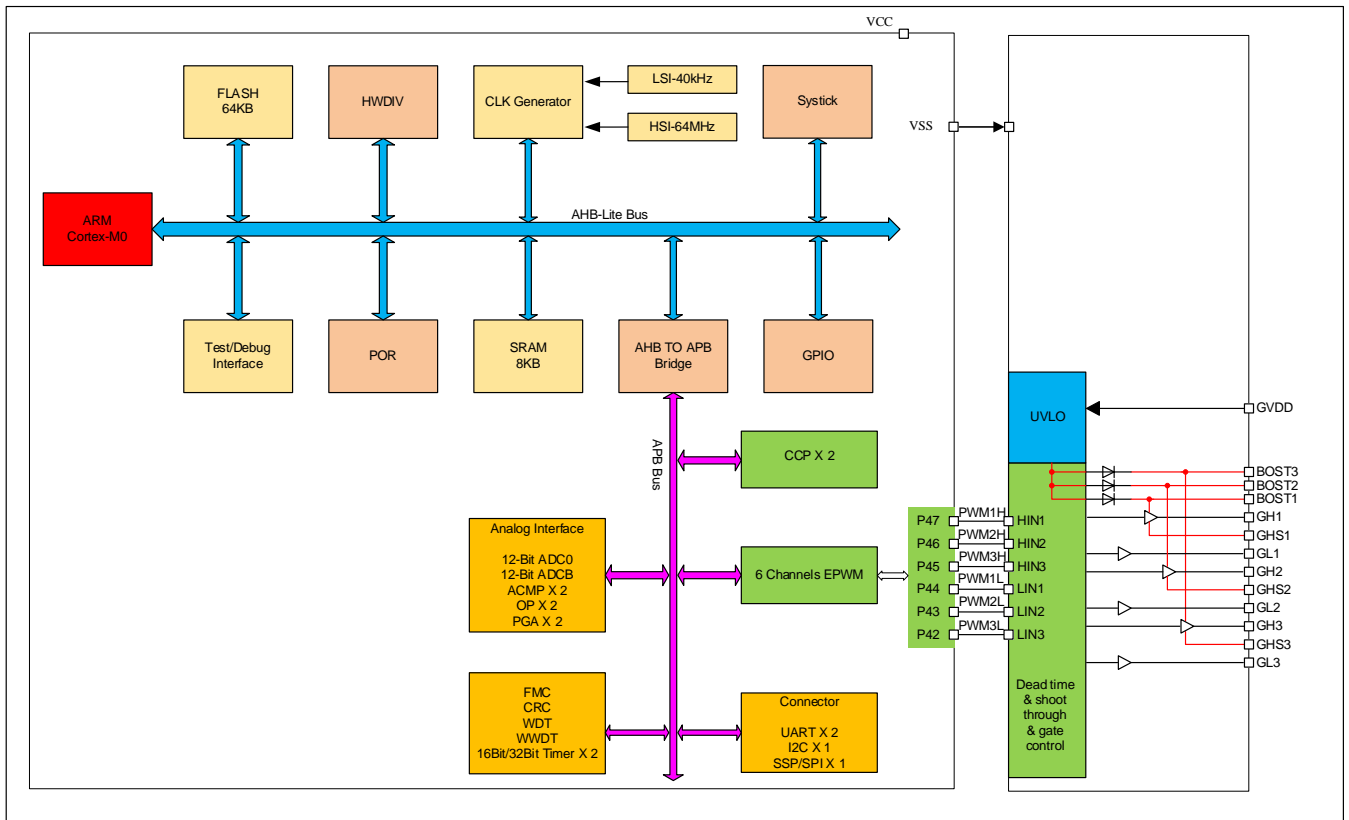 VCC
FLASH
64KB
HWDIV
CLK Generator
LSI-40kHz
HSI-64MHz
Systick
VSS
ARM
Cortex-M0
AHB-Lite Bus
Test/Debug
Interface
POR
SRAM
8KB
AHB TO APB
Bridge
GPIO
APB Bus
CCP X 2
Analog Interface
12-Bit ADC0
12-Bit ADCB
ACMP X 2
OP X 2
PGA X 2
6 Channels EPWM
FMC
CRC
WDT
WWDT
16Bit/32Bit Timer X 2
Connector
UART X 2
I2C X 1
SSP/SPI X 1
P47
P46
P45
P44
P43
P42
PWM1H
PWM2H
PWM3H
PWM1L
PWM2L
PWM3L
UVLO
HIN1
HIN2
HIN3
LIN1
LIN2
LIN3
Dead time
& shoot
through
& gate
control
GVDD
BOST3
BOST2
BOST1
GH1
GHS1
GL1
GH2
GHS2
GL2
GH3
GHS3
GL3